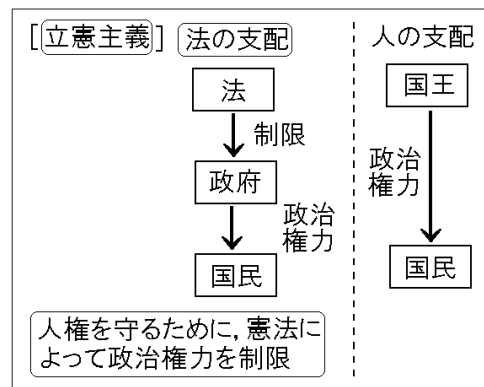 [立憲主義] 法の支配
法
制限
政府
政治
権力
国民
人権を守るために,憲法に
よって政治権力を制限
人の支配
国王
政治
権力
国民